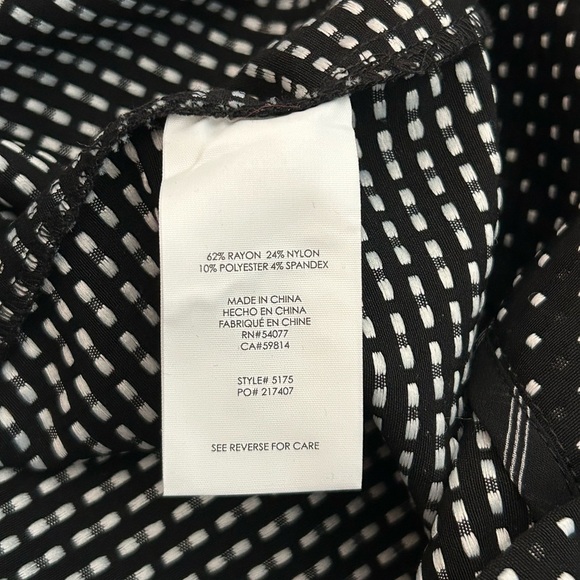 62% RAYON 24% NYLON
10% POLYESTER 4% SPANDEX
MADE IN CHINA
HECHO EN CHINA
FABRIQUÉ EN CHINE
RN#54077
CA#59814
STYLE# 5175
PO# 217407
SEE REVERSE FOR CARE